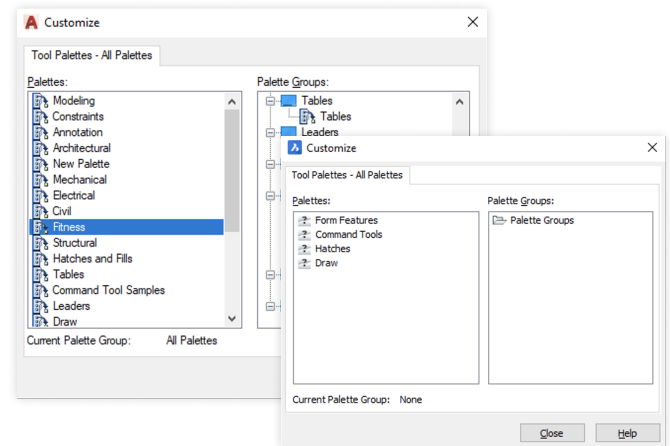 Customize
Tool Palettes - All Palettes
Palettes:
Modeling
Constraints
Annotation
Architectural
New Palette
Mechanical
Electrical
Civil
Fitness
Structural
Hatches and Fills
Tables
Command Tool Samples
Leaders
Draw
Current Palette Group: All Palettes
Palette Groups:
Tables
Tables
Leaders
Customize
Tool Palettes - All Palettes
Palettes:
Form Features
Command Tools
Hatches
Draw
Palette Groups:
Palette Groups
Current Palette Group: None
Close
Help